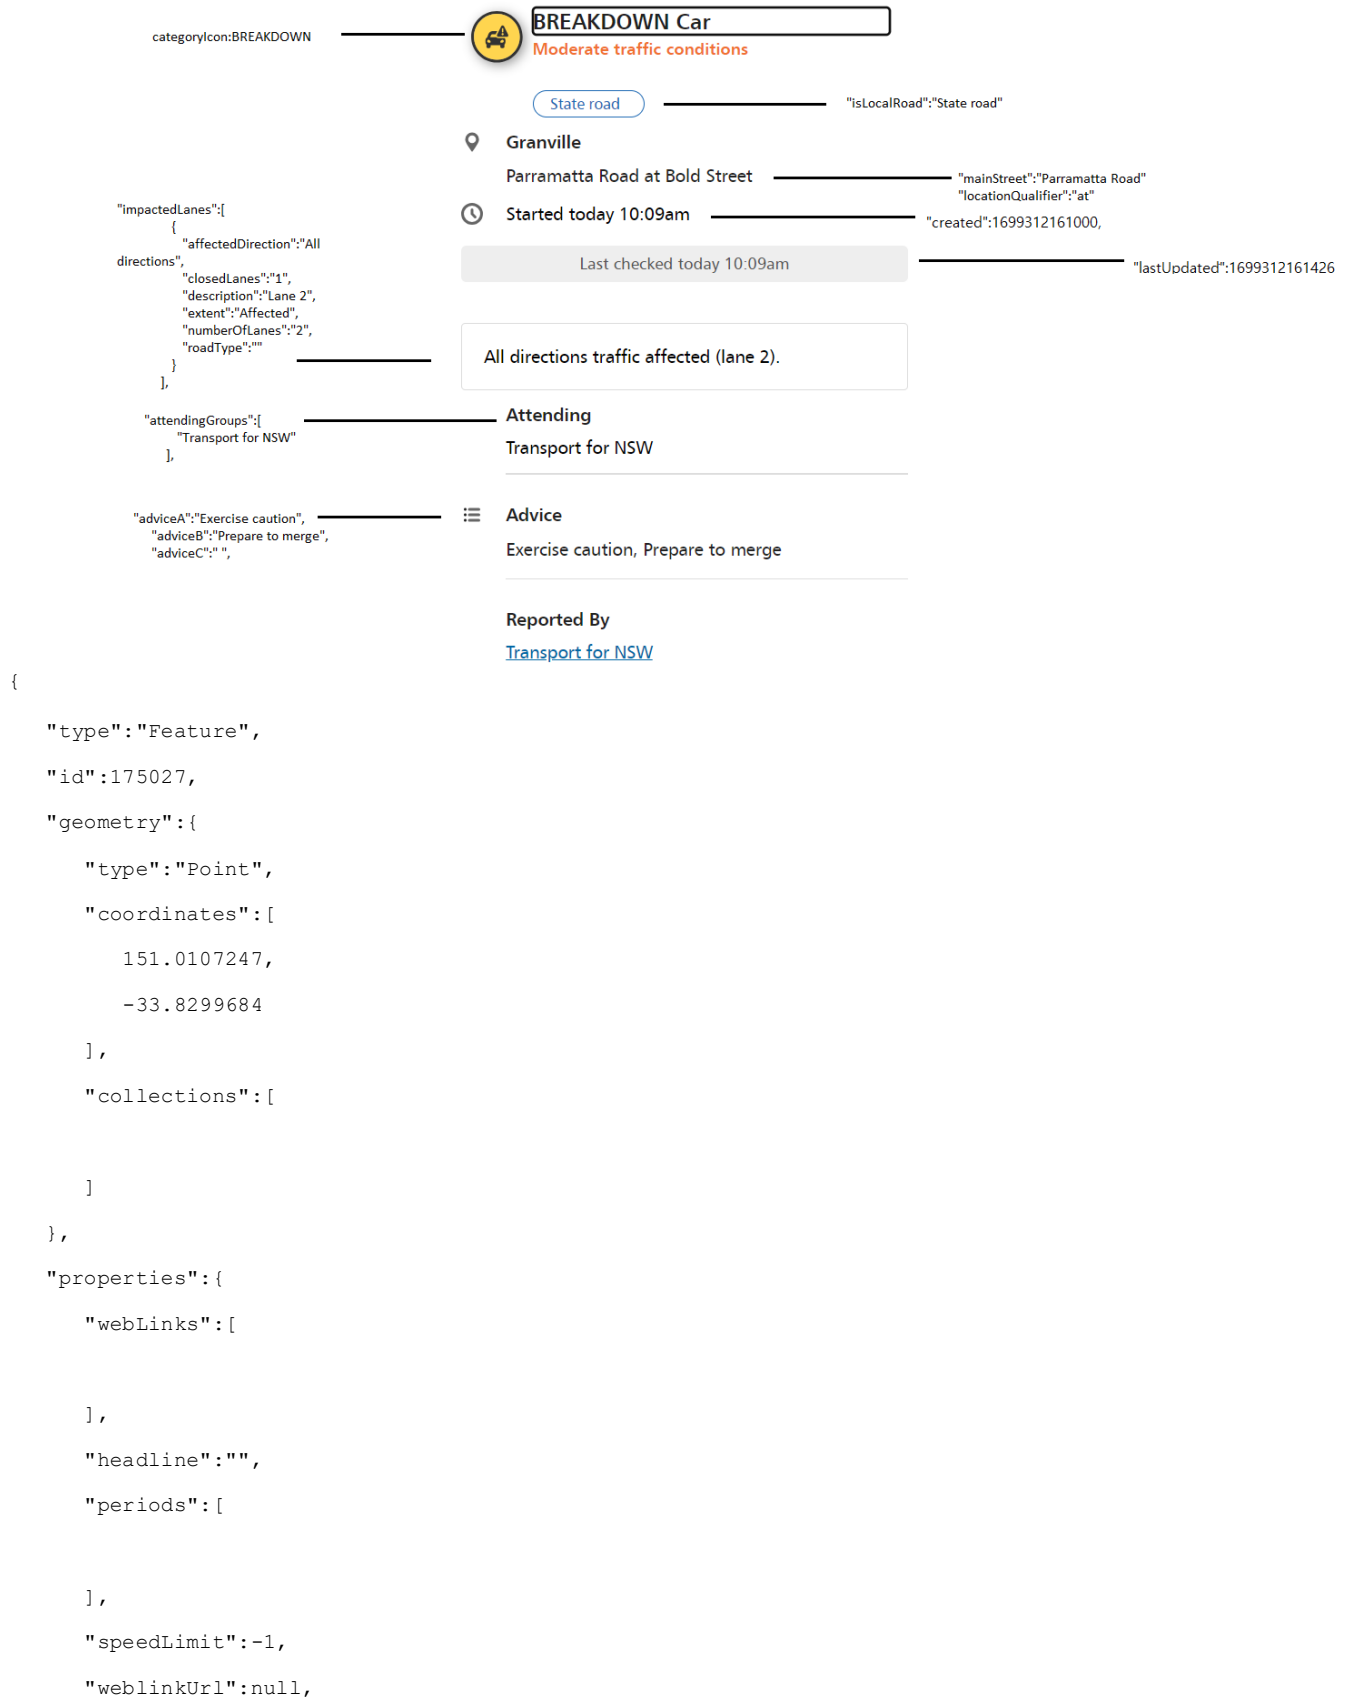 categoryIcon:BREAKDOWN
BREAKDOWN Car
Moderate traffic conditions
State road
"isLocalRoad":"State road"
Granville
Parramatta Road at Bold Street
"mainStreet":"Parramatta Road"
"locationQualifier":"at"
Started today 10:09am
"created":1699312161000,
Last checked today 10:09am
"lastUpdated":1699312161426
"impactedLanes":[
{
"affectedDirection":"All
directions",
"closedLanes":"1",
"description":"Lane 2",
"extent":"Affected",
"numberOfLanes":"2",
"roadType":""
}
],
All directions traffic affected (lane 2).
"attendingGroups":[
"Transport for NSW"
],
Attending
Transport for NSW
"adviceA":"Exercise caution",
"adviceB":"Prepare to merge",
"adviceC":" ",
Advice
Exercise caution, Prepare to merge
Reported By
Transport for NSW
{
"type":"Feature",
"id":175027,
"geometry":{
"type":"Point",
"coordinates":[
151.0107247,
-33.8299684
],
"collections":[
]
},
"properties":{
"webLinks":[
],
"headline":"",
"periods":[
],
"speedLimit":-1,
"weblinkUrl":null,